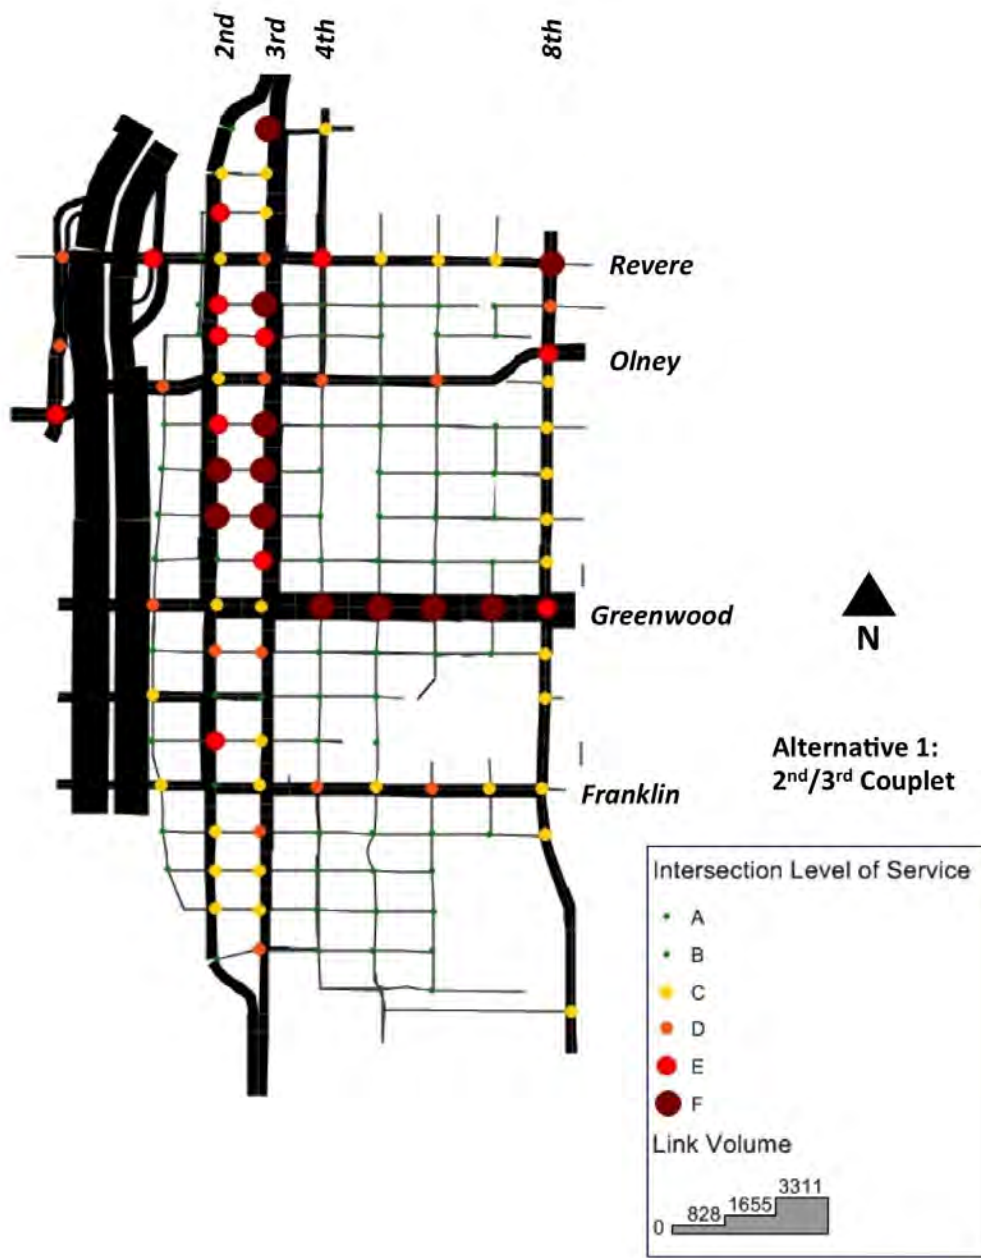 2nd 3rd 4th 8th
Revere
Olney
Greenwood
N
Alternative 1:
2nd/3rd Couplet
Franklin
Intersection Level of Service
A
B
C
D
E
F
Link Volume
0 828 1655 3311